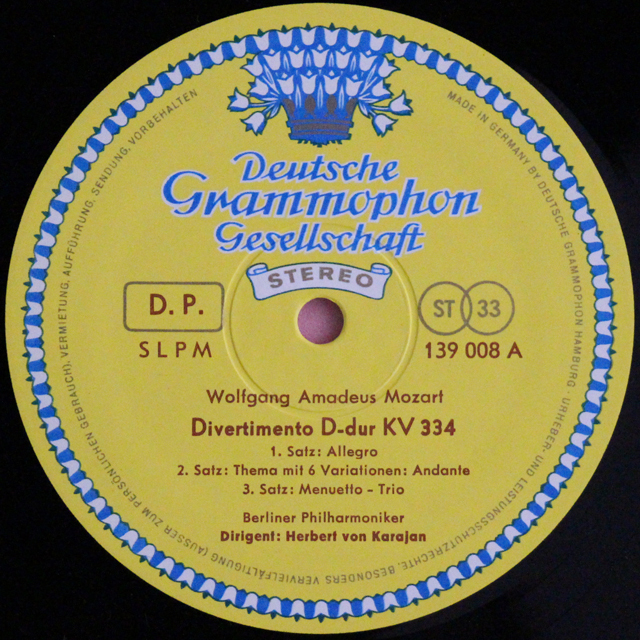 Deutsche
Grammophon
Gesellschaft
STEREO
D. P.
SLPM
ST 33
139 008 A
Wolfgang Amadeus Mozart
Divertimento D-dur KV 334
1. Satz: Allegro
2. Satz: Thema mit 6 Variationen: Andante
3. Satz: Menuetto – Trio
Berliner Philharmoniker
Dirigent: Herbert von Karajan
MADE IN GERMANY BY DEUTSCHE GRAMMOPHON HAMBURG · URHEBER- UND LEISTUNGSSCHUTZRECHTE, BESONDERS VERVIELFÄLTIGUNG (AUSSER ZUM PERSÖNLICHEN GEBRAUCH), VERMIETUNG, AUFFÜHRUNG, SENDUNG, VORBEHALTEN